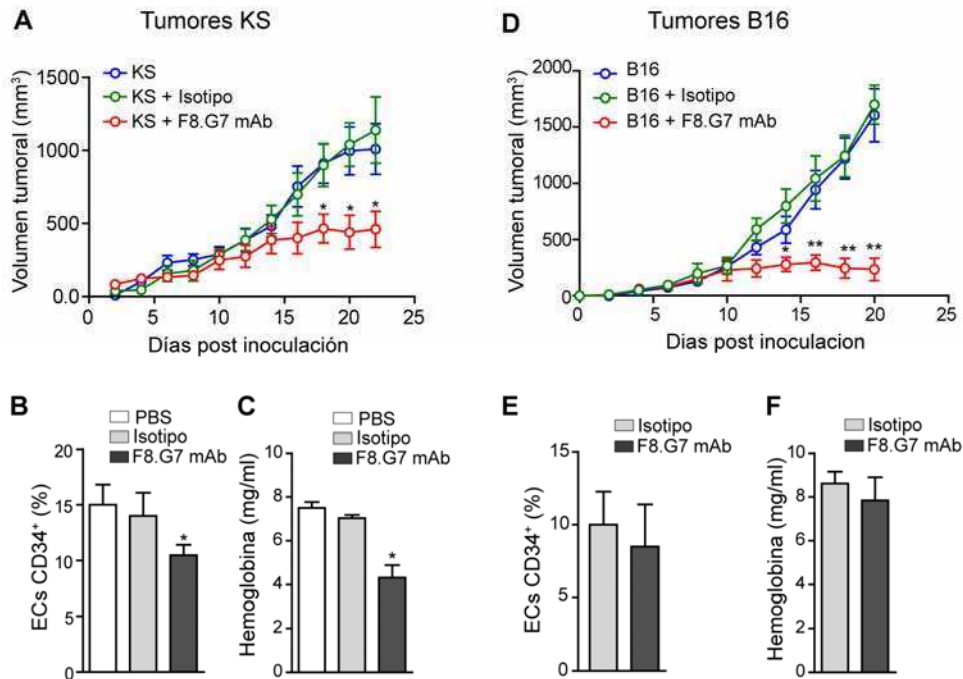 A
Tumores KS
KS
KS + Isotipo
KS + F8.G7 mAb
Volumen tumoral (mm³)
1500
1000
500
0.0
* * *
0 5 10 15 20 25
Días post inoculación
D
Tumores B16
B16
B16 + Isotipo
B16 + F8.G7 mAb
Volumen tumoral (mm³)
2000
1500
1000
500
0
* ** ** **
0 5 10 15 20 25
Días post inoculacion
B
PBS
Isotipo
F8.G7 mAb
ECs CD34⁺ (%)
20
15
10
5
0
*
C
PBS
Isotipo
F8.G7 mAb
Hemoglobina (mg/ml)
10
8
6
4
2
0
*
E
Isotipo
F8.G7 mAb
ECs CD34⁺ (%)
15
10
5
0
F
Isotipo
F8.G7 mAb
Hemoglobina (mg/ml)
10
8
6
4
2
0